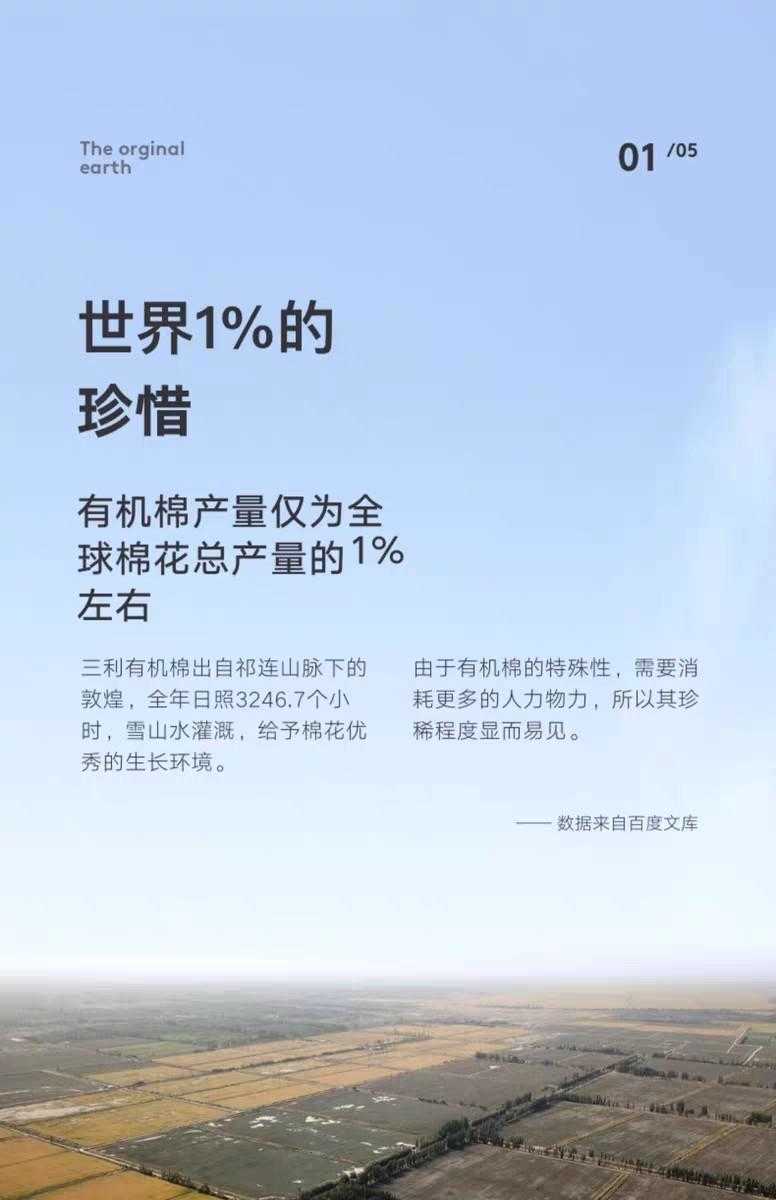 The orginal
earth
01 /05
世界1%的
珍惜
有机棉产量仅为全
球棉花总产量的1%
左右
三利有机棉出自祁连山脉下的
敦煌，全年日照3246.7个小
时，雪山水灌溉，给予棉花优
秀的生长环境。
由于有机棉的特殊性，需要消
耗更多的人力物力，所以其珍
稀程度显而易见。
—— 数据来自百度文库